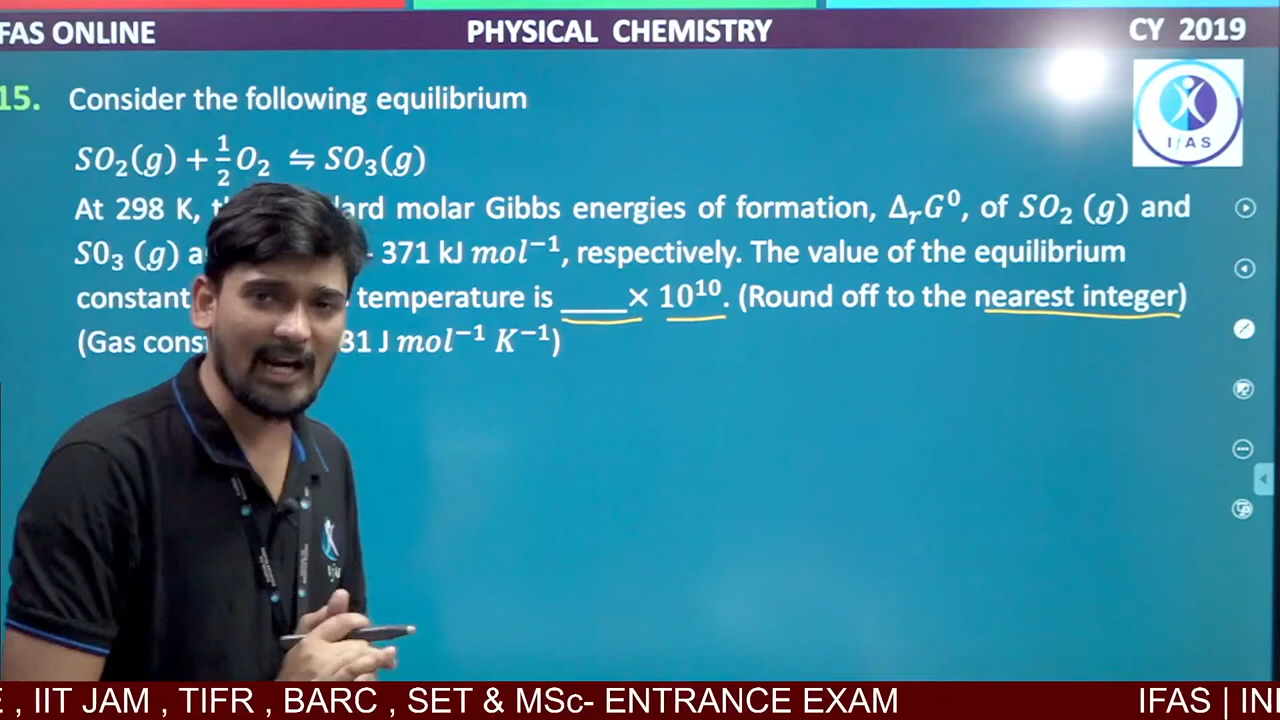 FAS ONLINE PHYSICAL CHEMISTRY CY 2019
15. Consider the following equilibrium
SO₂(g) + 1/2 O₂ ⇋ SO₃(g)
At 298 K, molar Gibbs energies of formation, ΔᵣG⁰, of SO₂ (g) and
S0₃ (g) - 371 kJ mol⁻¹, respectively. The value of the equilibrium
constant temperature is ____× 10¹⁰. (Round off to the nearest integer)
(Gas 31 J mol⁻¹ K⁻¹)
IfAS
E , IIT JAM , TIFR , BARC , SET & MSc- ENTRANCE EXAM IFAS | IN